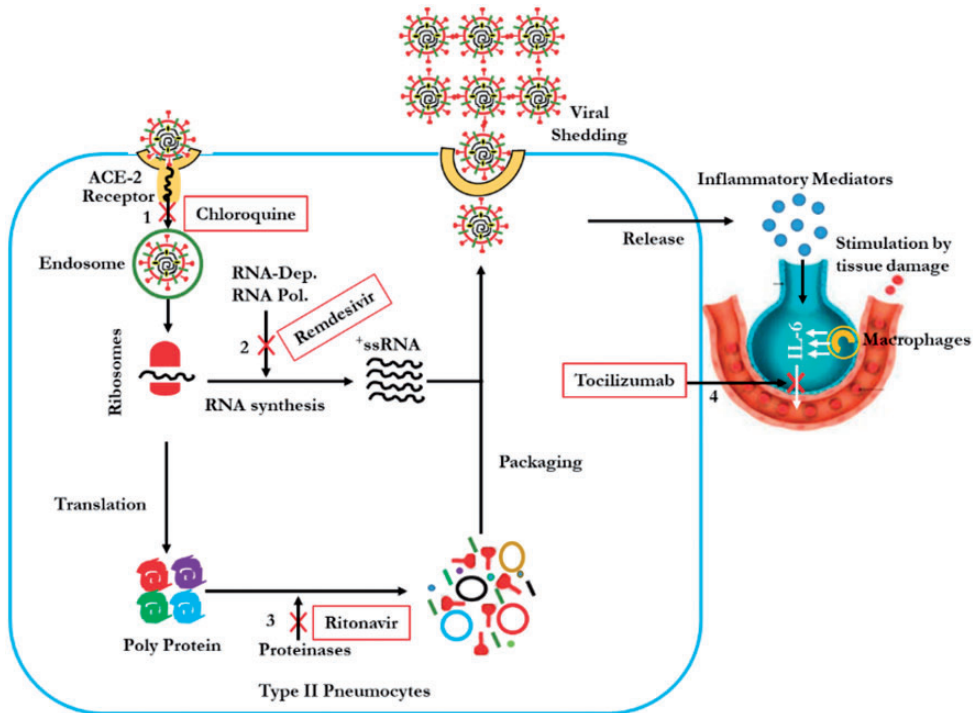 Viral
Shedding
ACE-2
Receptor
1
Chloroquine
Endosome
RNA-Dep.
RNA Pol.
Remdesivir
2
Ribosomes
+ssRNA
RNA synthesis
Inflammatory Mediators
Release
Stimulation by
tissue damage
IL-6
Macrophages
Tocilizumab
4
Packaging
Translation
Poly Protein
3
Ritonavir
Proteinases
Type II Pneumocytes